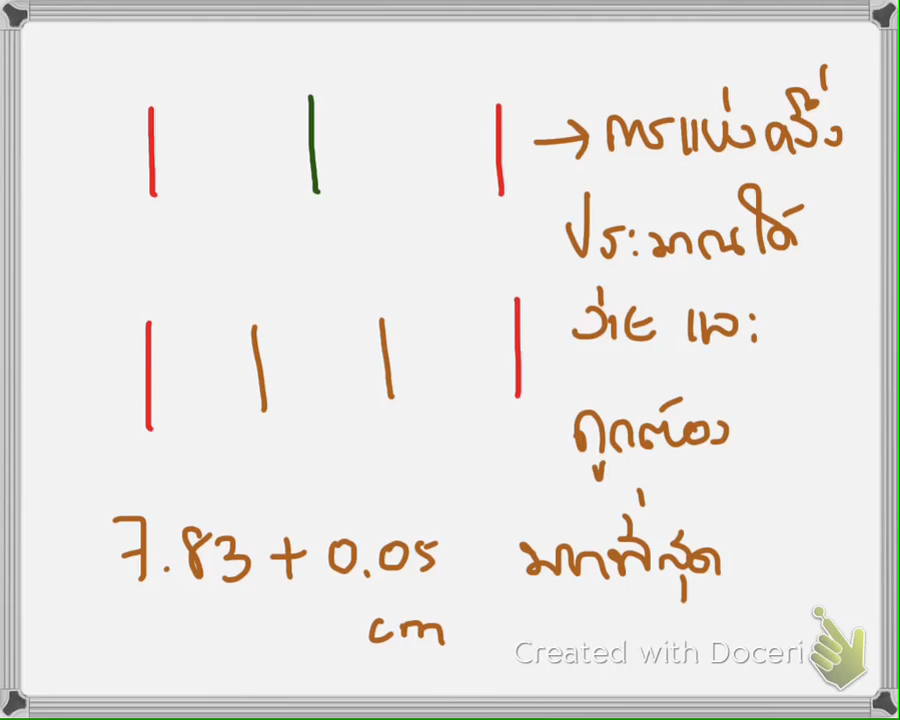 → การแบ่งครึ่ง
ประมาณได้
ง่าย และ
ถูกต้อง
มากที่สุด
7.83 + 0.05
cm
Created with Doceri